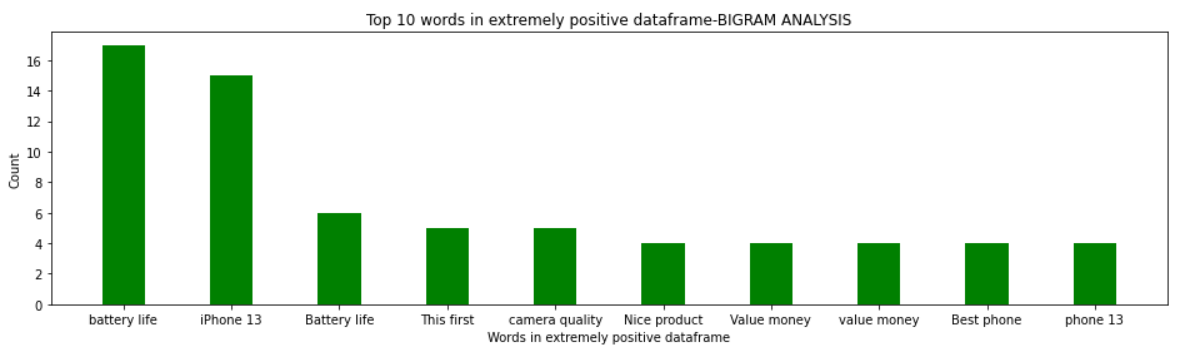 Top 10 words in extremely positive dataframe-BIGRAM ANALYSIS
16
14
12
10
8
6
4
2
0
Count
battery life iPhone 13 Battery life This first camera quality Nice product Value money value money Best phone phone 13
Words in extremely positive dataframe